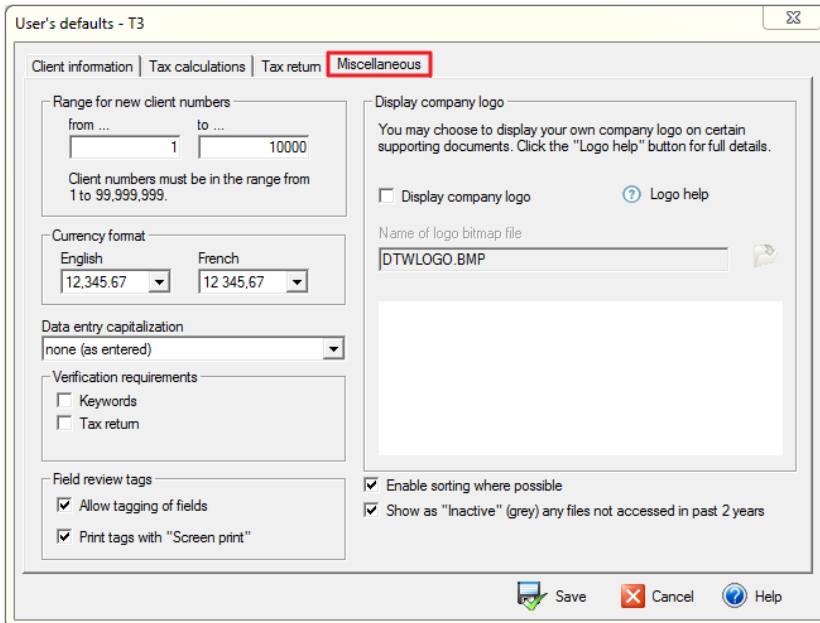 User's defaults - T3
Client information
Tax calculations
Tax return
Miscellaneous
Range for new client numbers
from ...
to ...
1
10000
Client numbers must be in the range from
1 to 99,999,999.
Currency format
English
French
12,345.67
12 345,67
Data entry capitalization
none (as entered)
Verification requirements
Keywords
Tax return
Field review tags
Allow tagging of fields
Print tags with "Screen print"
Display company logo
You may choose to display your own company logo on certain
supporting documents. Click the "Logo help" button for full details.
Display company logo
Logo help
Name of logo bitmap file
DTWLOGO.BMP
Enable sorting where possible
Show as "Inactive" (grey) any files not accessed in past 2 years
Save
Cancel
Help